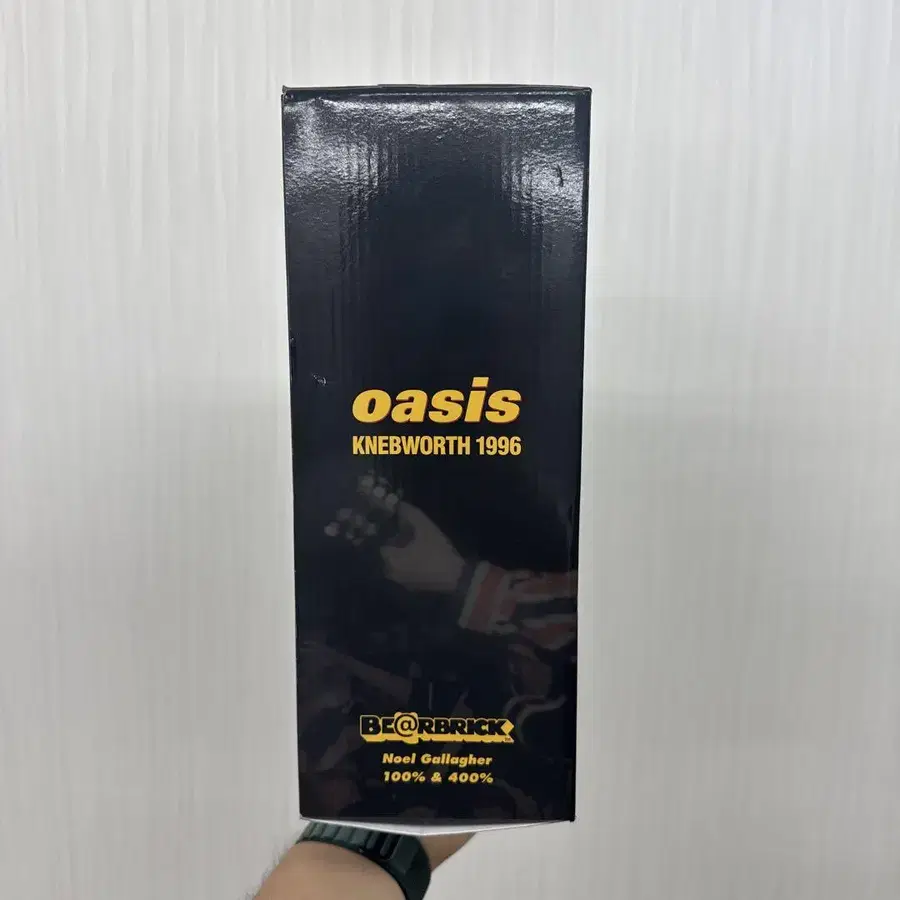 oasis
KNEBWORTH 1996
BE@RBRICK
Noel Gallagher
100% & 400%